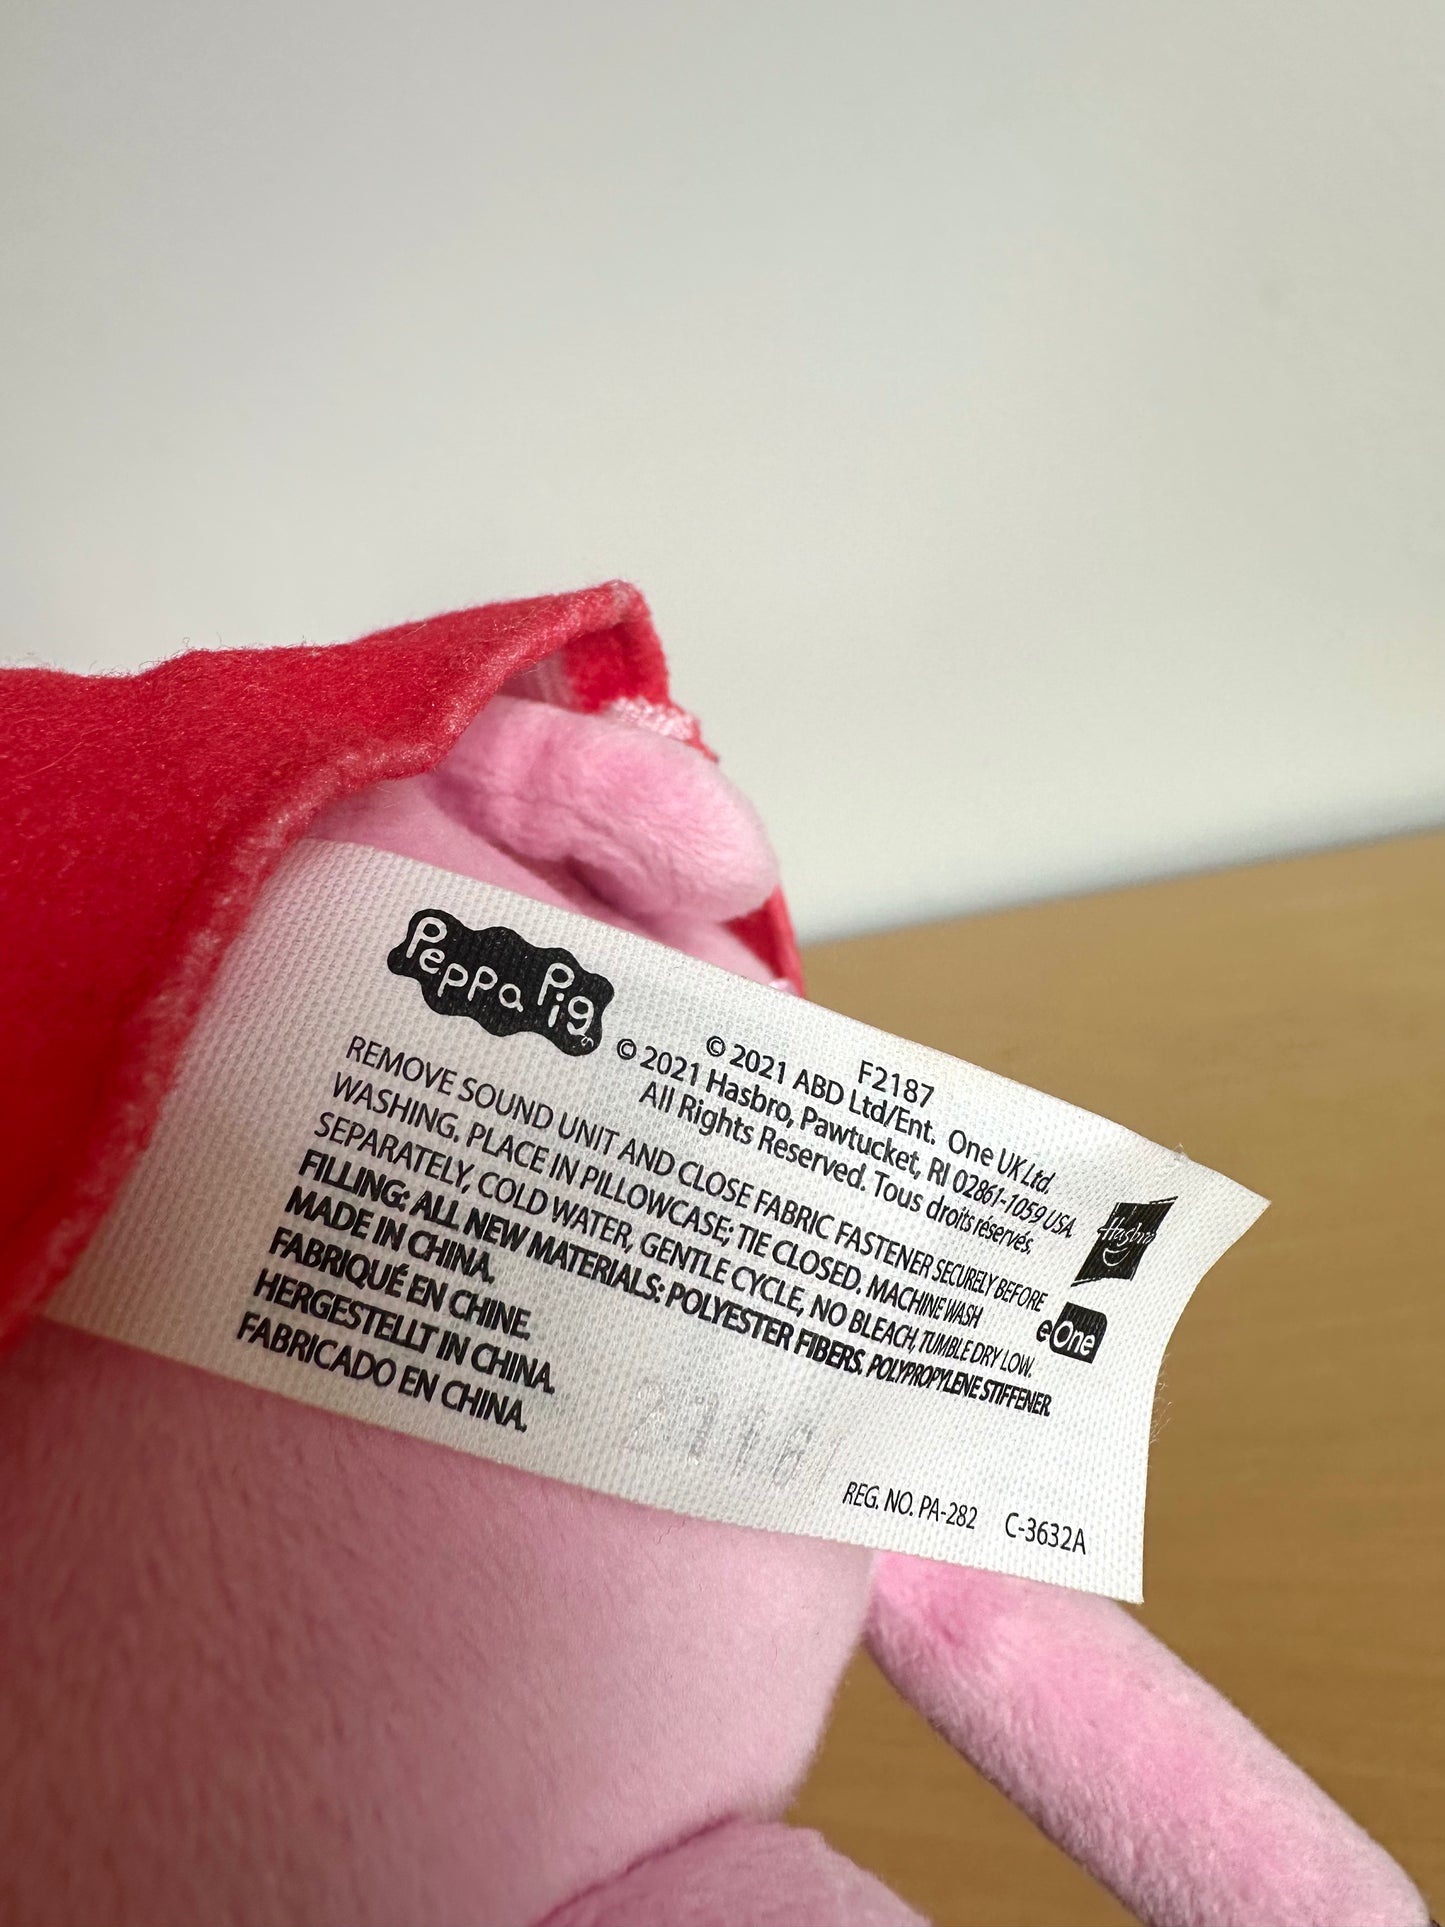 Peppa Pig
F2187
© 2021 ABD Ltd/Ent. One UK Ltd.
© 2021 Hasbro, Pawtucket, RI 02861-1059 USA
All Rights Reserved. Tous droits réservés.
Hasbro
eOne
REMOVE SOUND UNIT AND CLOSE FABRIC FASTENER SECURELY BEFORE
WASHING. PLACE IN PILLOWCASE; TIE CLOSED. MACHINE WASH
SEPARATELY, COLD WATER, GENTLE CYCLE, NO BLEACH, TUMBLE DRY LOW.
FILLING: ALL NEW MATERIALS: POLYESTER FIBERS. POLYPROPYLENE STIFFENER
MADE IN CHINA.
FABRIQUÉ EN CHINE.
HERGESTELLT IN CHINA.
FABRICADO EN CHINA.
REG. NO. PA-282 C-3632A